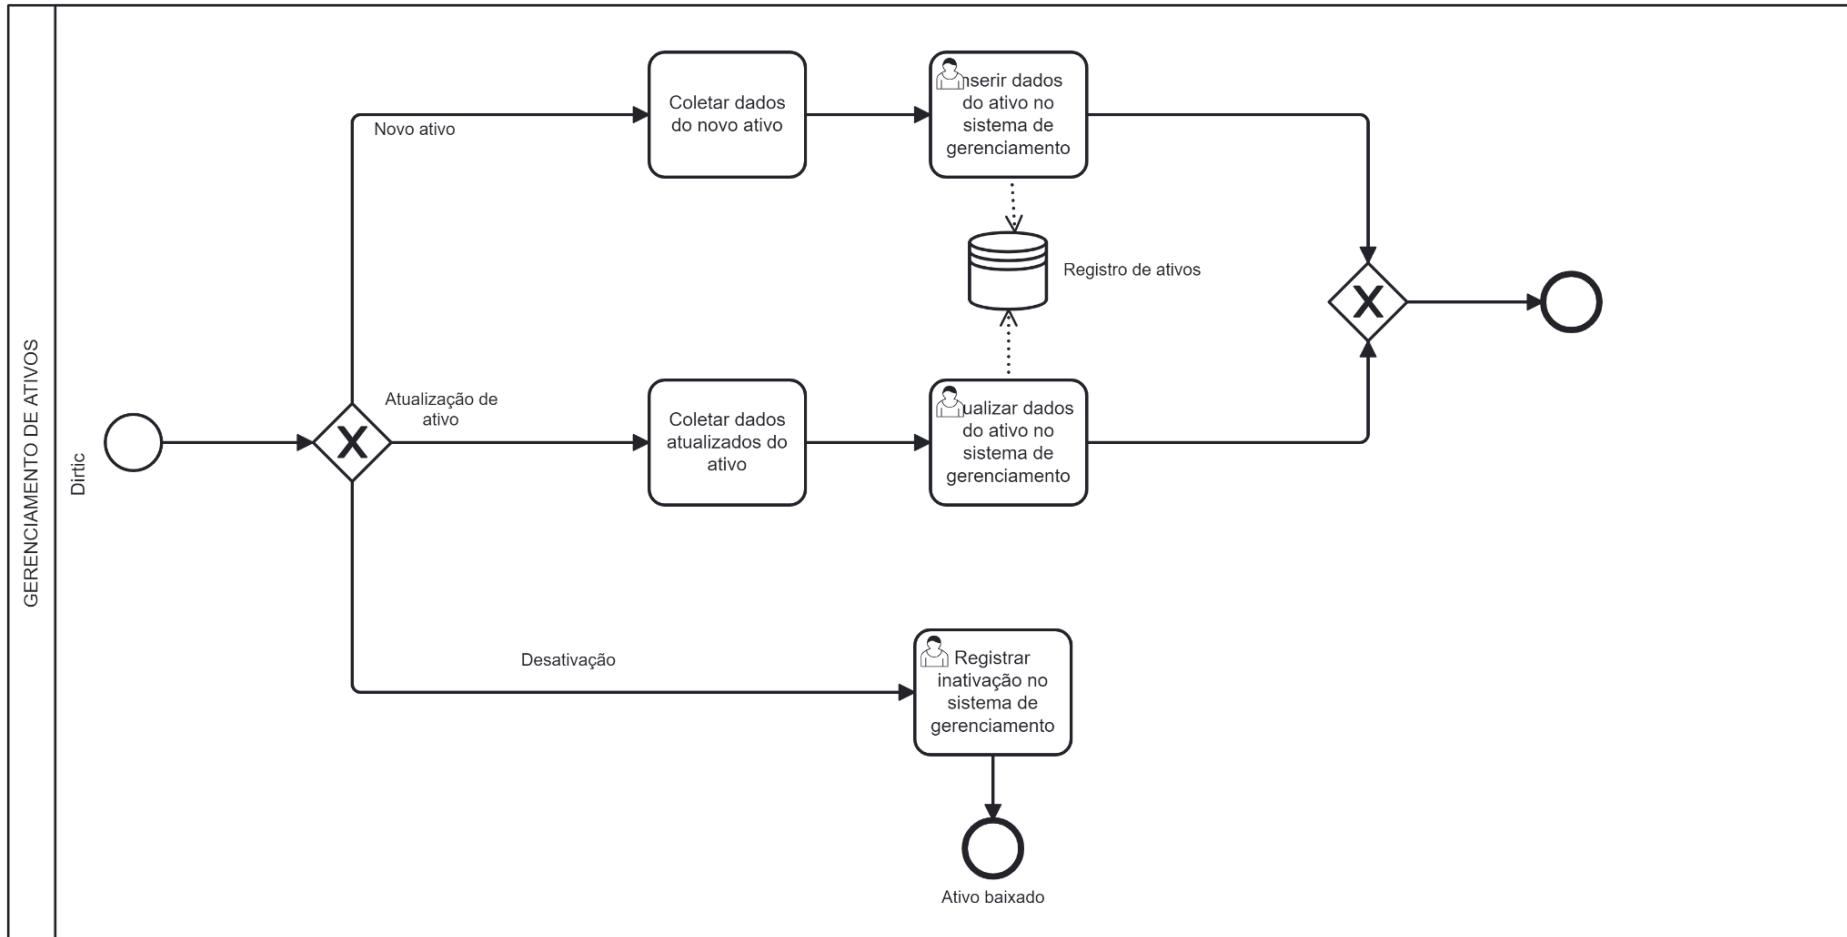 GERENCIAMENTO DE ATIVOS
Dirtic
Novo ativo
Coletar dados
do novo ativo
nserir dados
do ativo no
sistema de
gerenciamento
Registro de ativos
Atualização de
ativo
Coletar dados
atualizados do
ativo
ualizar dados
do ativo no
sistema de
gerenciamento
Desativação
Registrar
inativação no
sistema de
gerenciamento
Ativo baixado